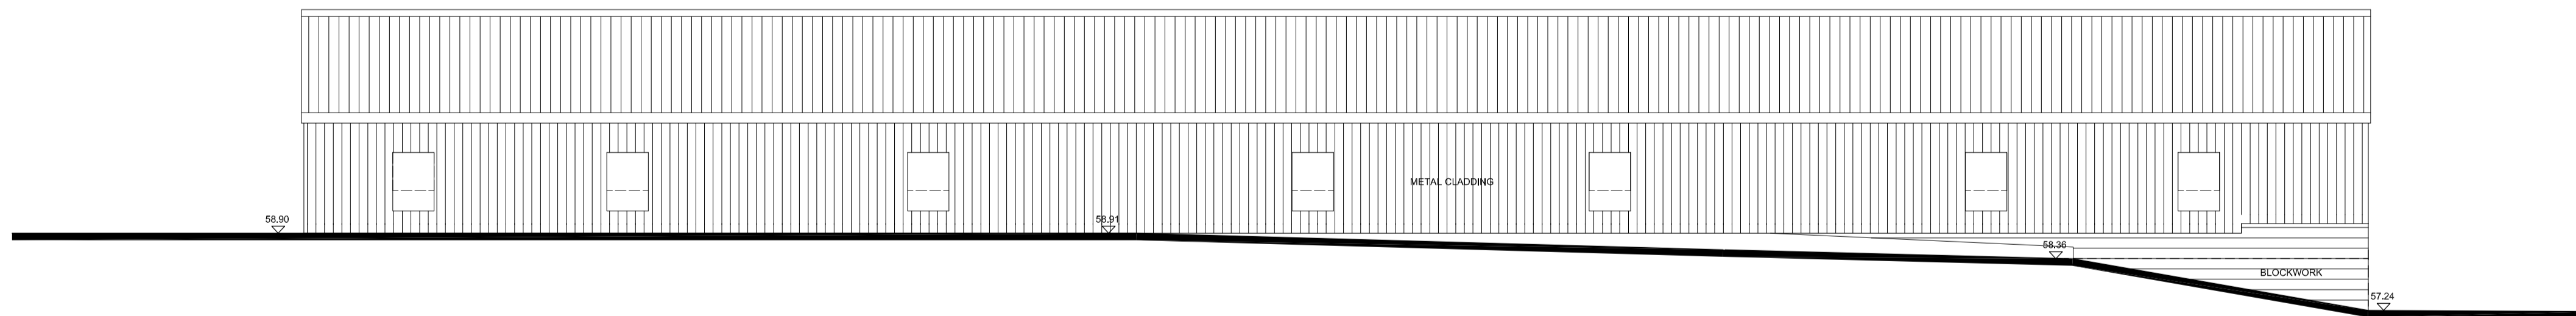 METAL CLADDING
58.90
58.91
58.36
BLOCKWORK
57.24